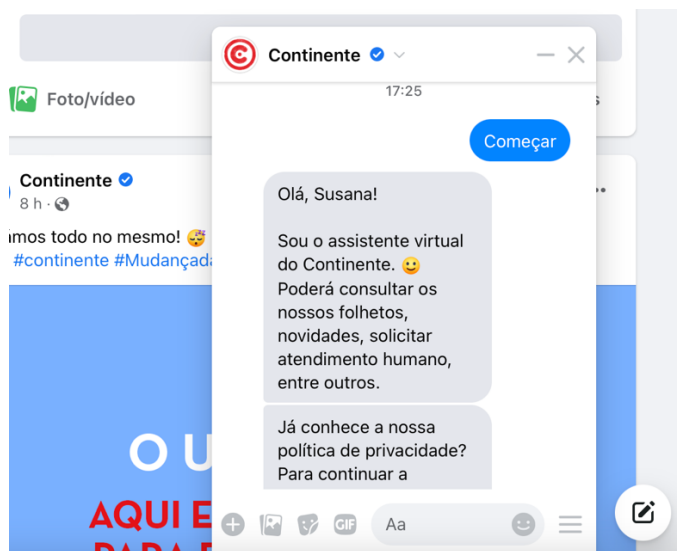 Foto/vídeo
Continente
8 h ·
mos todo no mesmo! 😴
#continente #Mudançada
O U
AQUI E
Continente
17:25
Começar
Olá, Susana!
Sou o assistente virtual
do Continente. 🙂
Poderá consultar os
nossos folhetos,
novidades, solicitar
atendimento humano,
entre outros.
Já conhece a nossa
política de privacidade?
Para continuar a
GIF
Aa